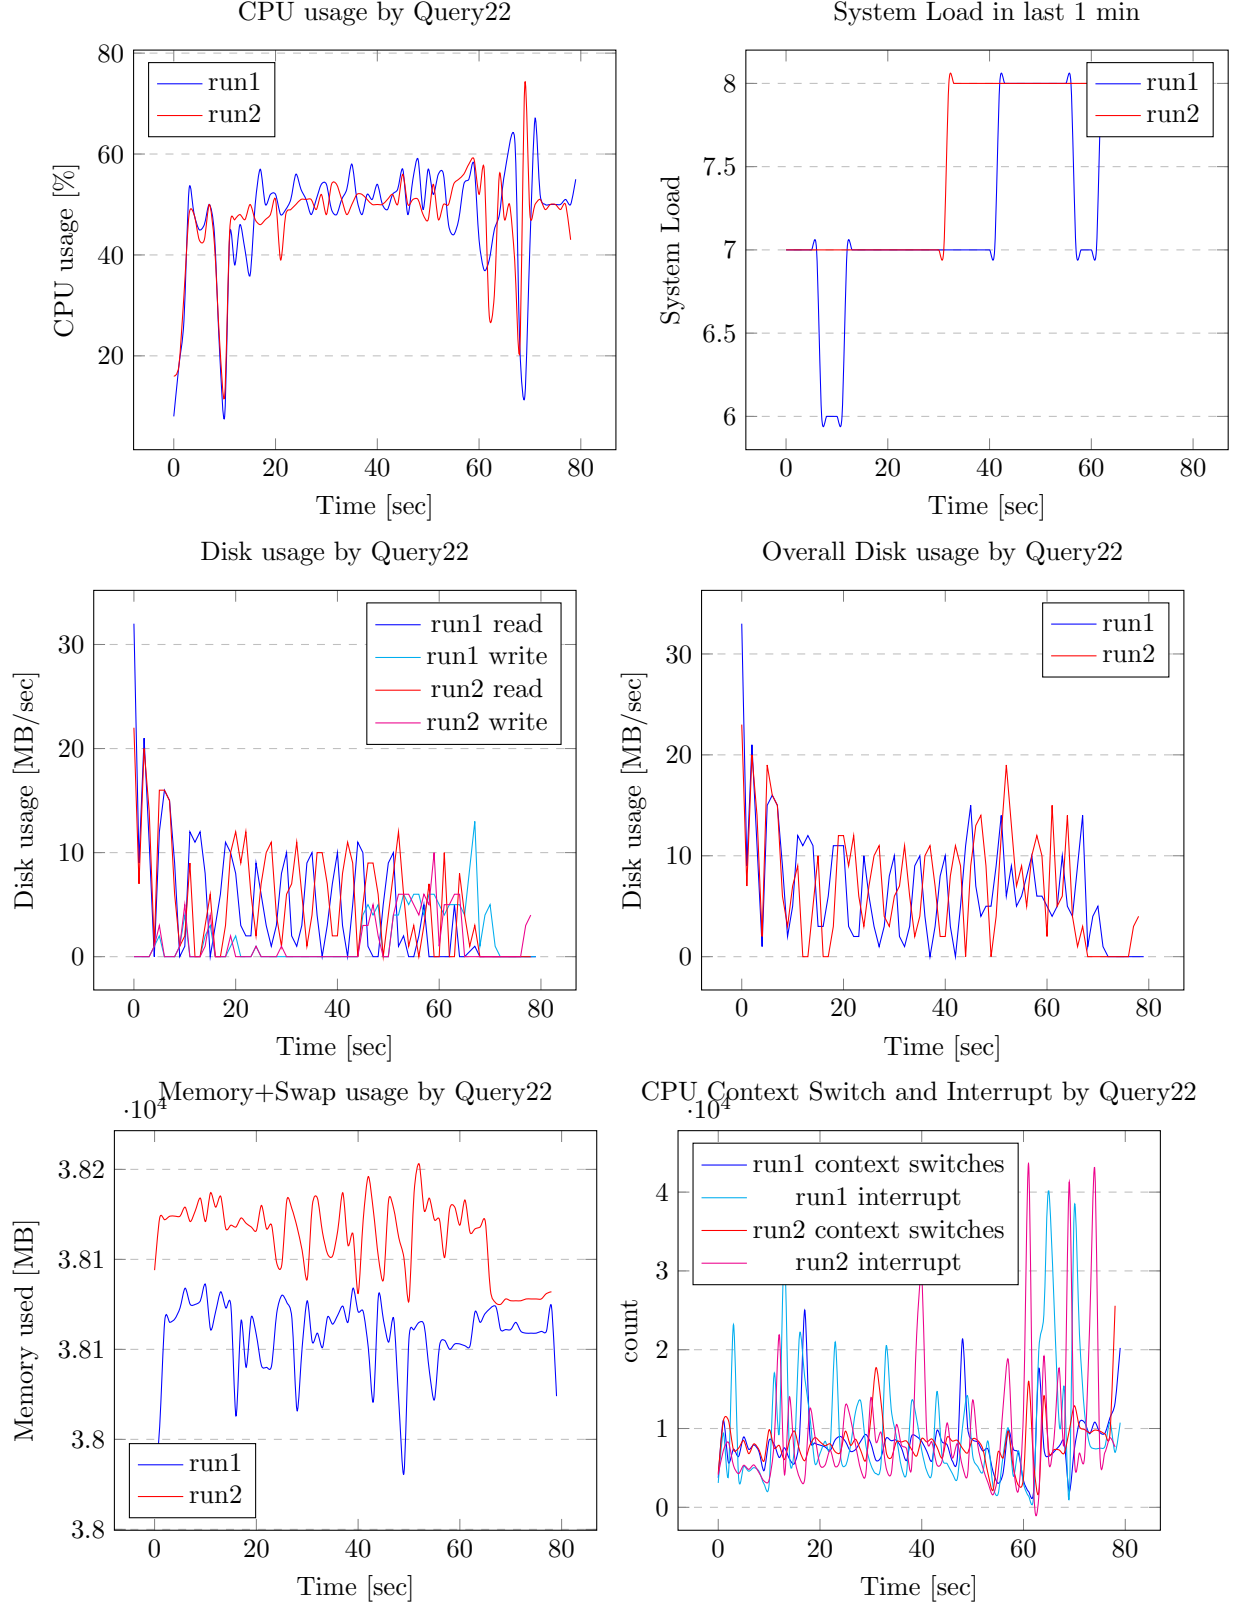 CPU usage by Query22
80
60
40
20
0 20 40 60 80
CPU usage [%]
Time [sec]
run1
run2
System Load in last 1 min
8
7.5
7
6.5
6
0 20 40 60 80
System Load
Time [sec]
run1
run2
Disk usage by Query22
30
20
10
0
0 20 40 60 80
Disk usage [MB/sec]
Time [sec]
run1 read
run1 write
run2 read
run2 write
Overall Disk usage by Query22
30
20
10
0
0 20 40 60 80
Disk usage [MB/sec]
Time [sec]
run1
run2
Memory+Swap usage by Query22
·10⁴
3.82
3.81
3.81
3.8
3.8
0 20 40 60 80
Memory used [MB]
Time [sec]
run1
run2
CPU Context Switch and Interrupt by Query22
·10⁴
4
3
2
1
0
0 20 40 60 80
count
Time [sec]
run1 context switches
run1 interrupt
run2 context switches
run2 interrupt